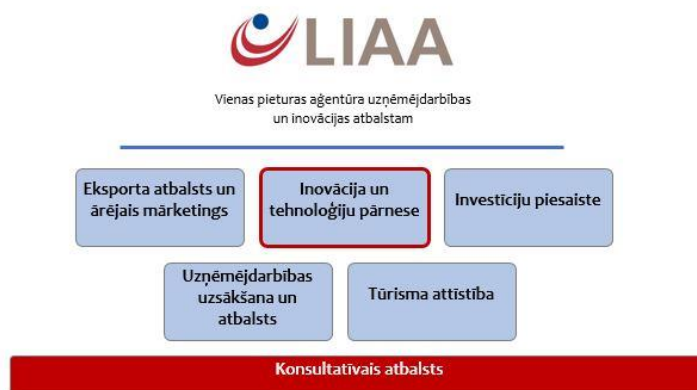 LIAA
Vienas pieturas aģentūra uzņēmējdarbības
un inovācijas atbalstam
Eksporta atbalsts un
ārējais mārketings
Inovācija un
tehnoloģiju pārnese
Investīciju piesaiste
Uzņēmējdarbības
uzsākšana un
atbalsts
Tūrisma attīstība
Konsultatīvais atbalsts